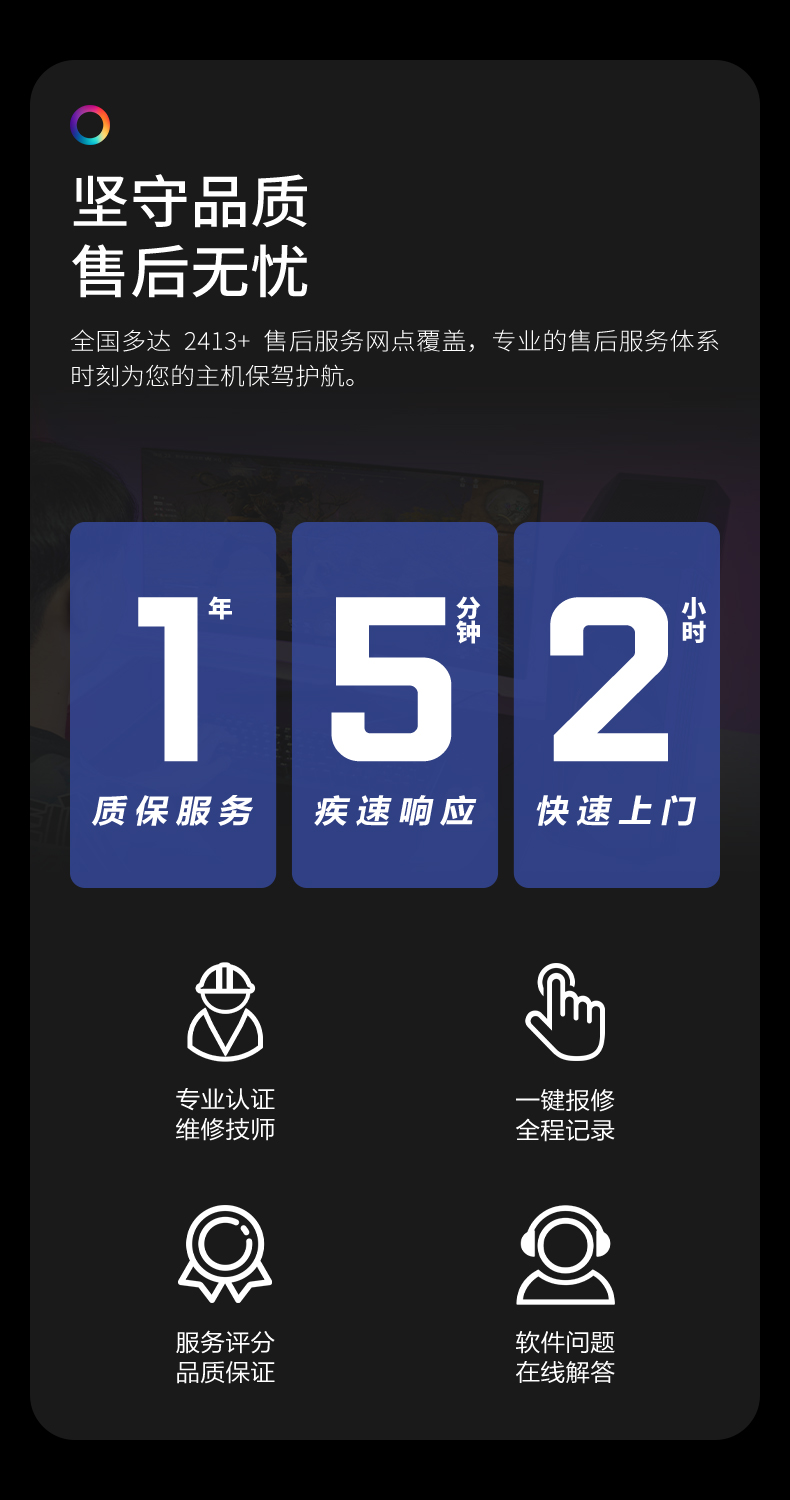 坚守品质
售后无忧
全国多达 2413+ 售后服务网点覆盖，专业的售后服务体系
时刻为您的主机保驾护航。
1 年
质保服务
5 分钟
疾速响应
2 小时
快速上门
专业认证
维修技师
一键报修
全程记录
服务评分
品质保证
软件问题
在线解答